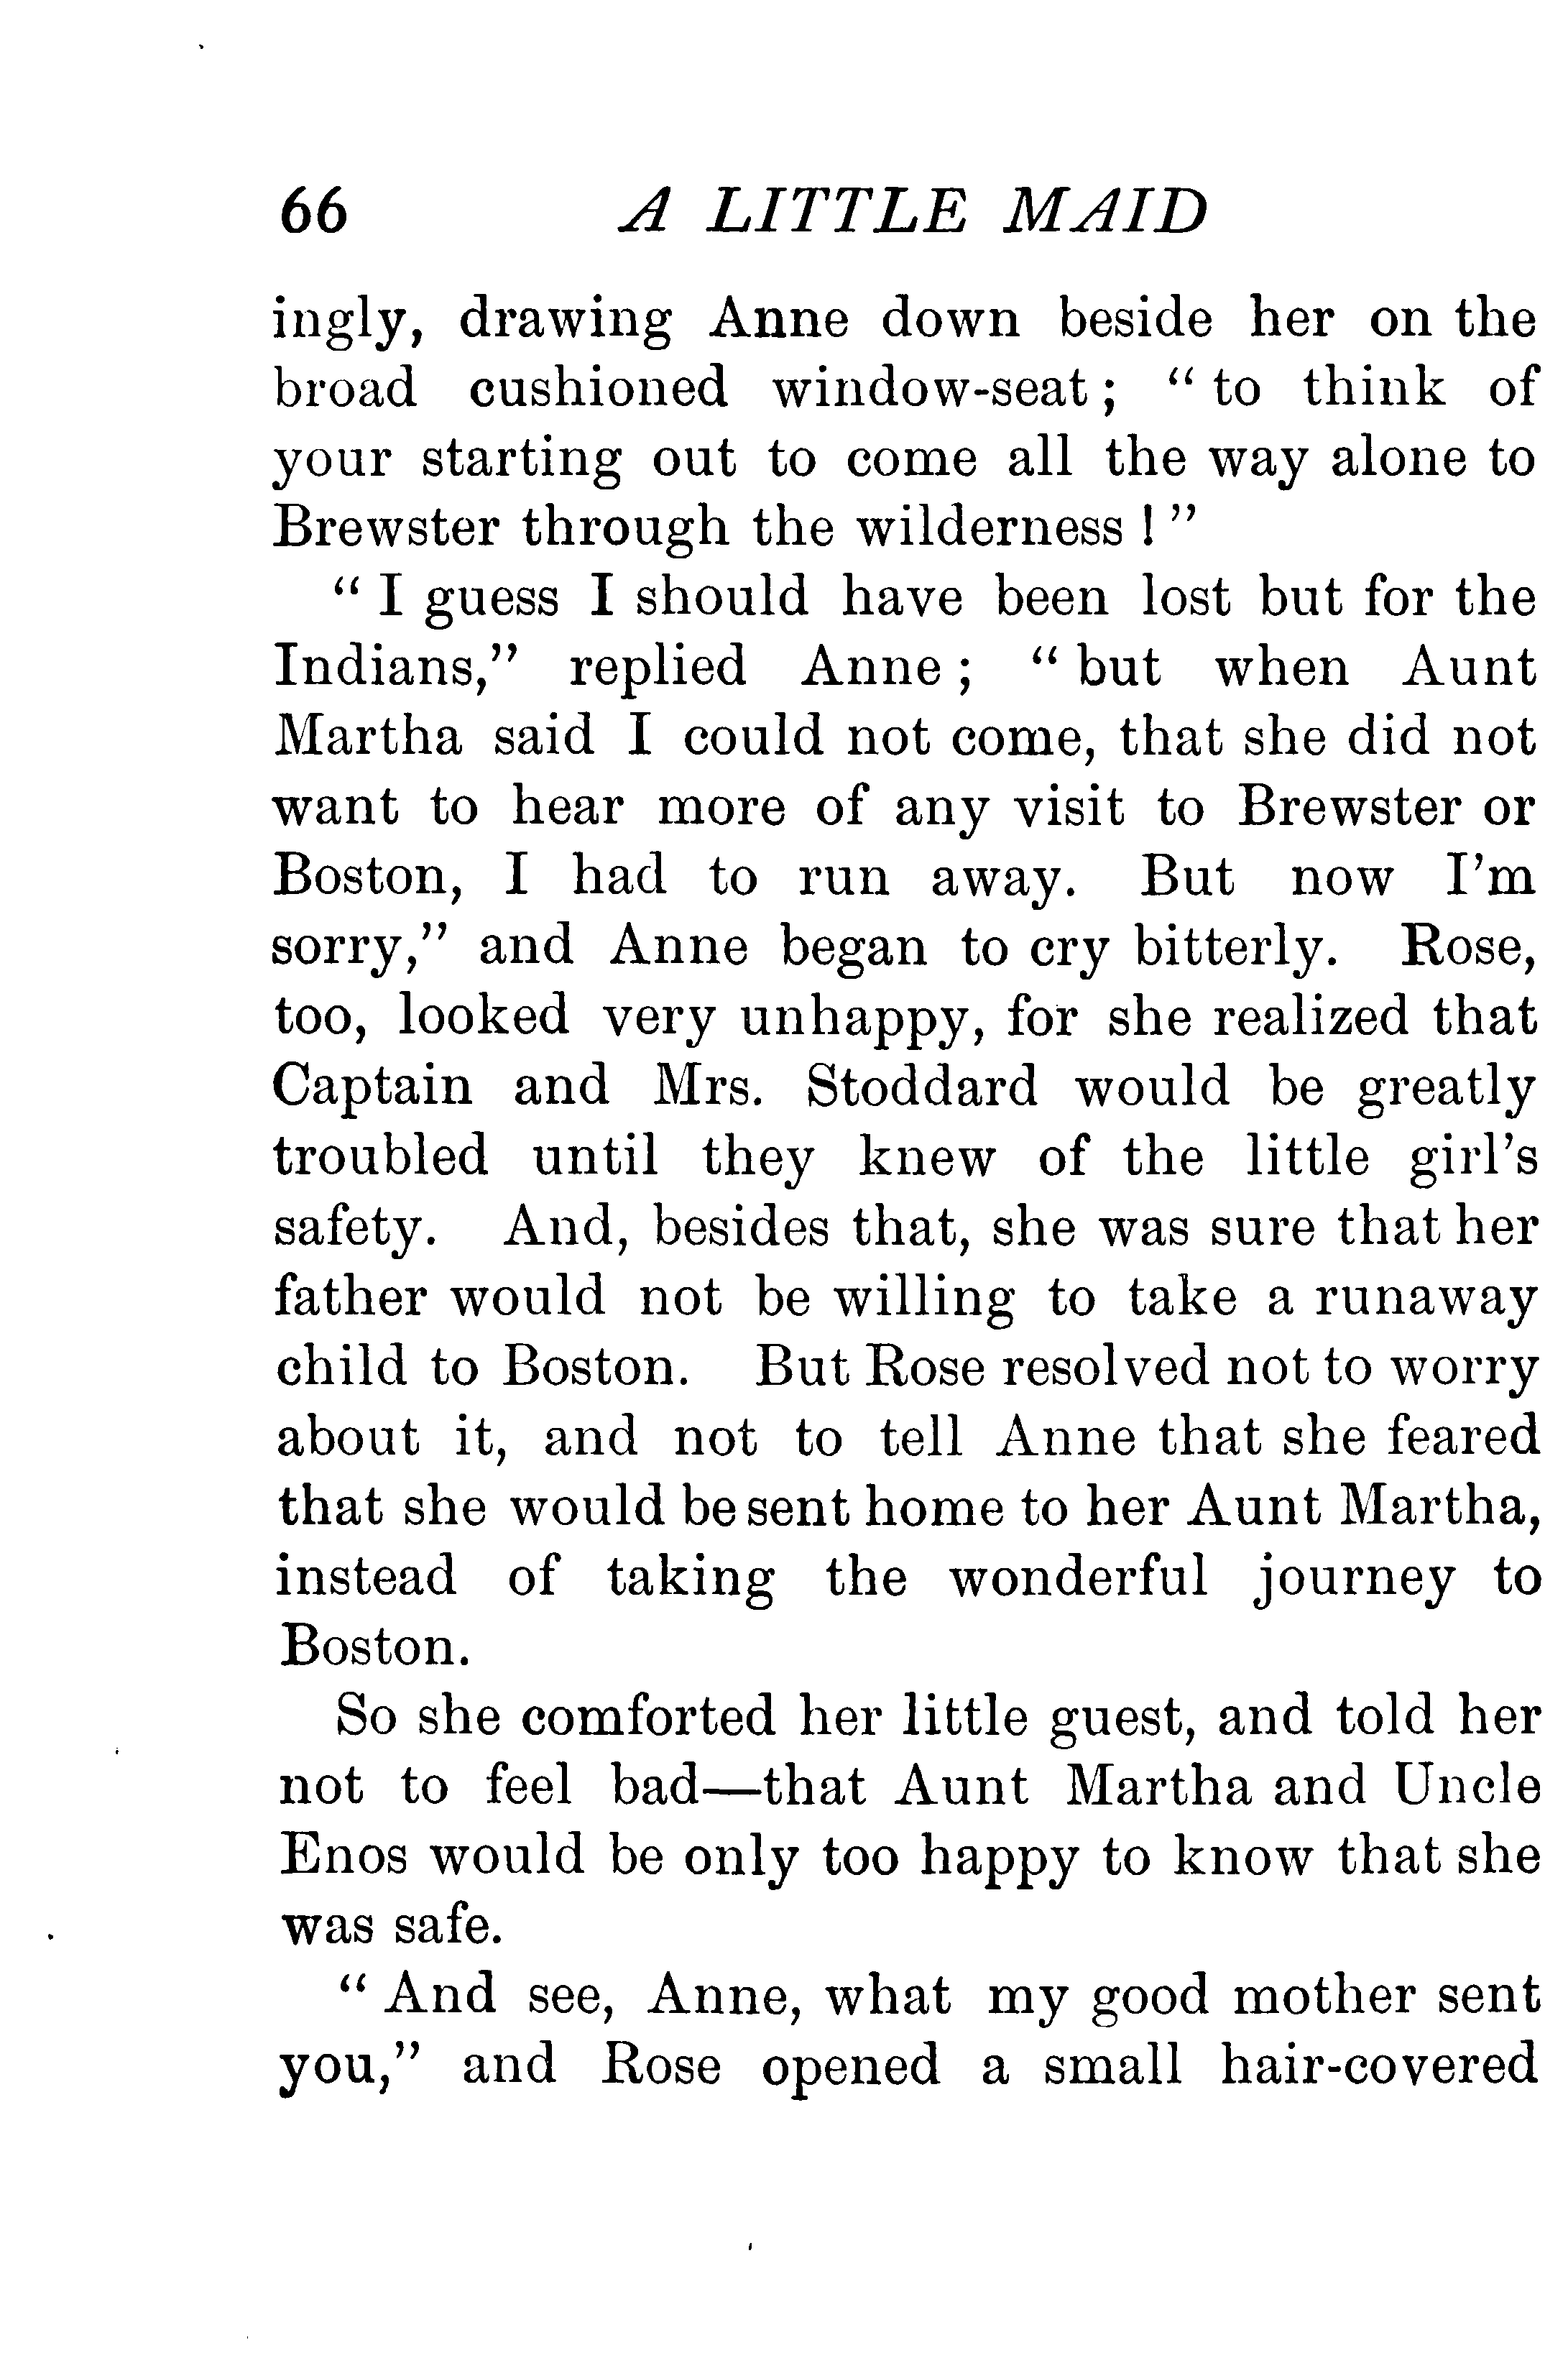 66 A LITTLE MAID
ingly, drawing Anne down beside her on the
broad cushioned window-seat; "to think of
your starting out to come all the way alone to
Brewster through the wilderness!"
"I guess I should have been lost but for the
Indians," replied Anne; "but when Aunt
Martha said I could not come, that she did not
want to hear more of any visit to Brewster or
Boston, I had to run away. But now I'm
sorry," and Anne began to cry bitterly. Rose,
too, looked very unhappy, for she realized that
Captain and Mrs. Stoddard would be greatly
troubled until they knew of the little girl's
safety. And, besides that, she was sure that her
father would not be willing to take a runaway
child to Boston. But Rose resolved not to worry
about it, and not to tell Anne that she feared
that she would be sent home to her Aunt Martha,
instead of taking the wonderful journey to
Boston.
So she comforted her little guest, and told her
not to feel bad—that Aunt Martha and Uncle
Enos would be only too happy to know that she
was safe.
"And see, Anne, what my good mother sent
you," and Rose opened a small hair-covered